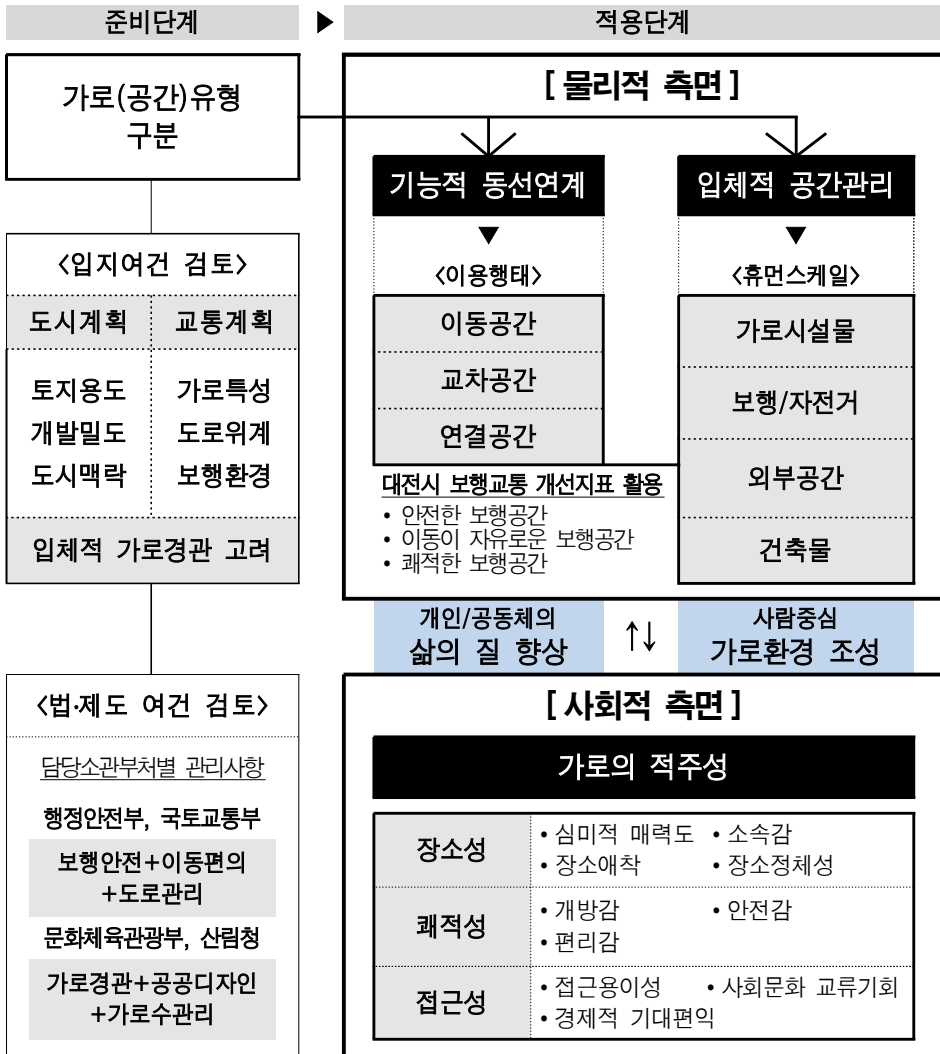 준비단계 ▶ 적용단계
가로(공간)유형
구분
<입지여건 검토>
도시계획 교통계획
토지용도 가로특성
개발밀도 도로위계
도시맥락 보행환경
입체적 가로경관 고려
<법·제도 여건 검토>
담당소관부처별 관리사항
행정안전부, 국토교통부
보행안전+이동편의
+도로관리
문화체육관광부, 산림청
가로경관+공공디자인
+가로수관리
[물리적 측면]
기능적 동선연계
▼
<이용행태>
이동공간
교차공간
연결공간
대전시 보행교통 개선지표 활용
• 안전한 보행공간
• 이동이 자유로운 보행공간
• 쾌적한 보행공간
입체적 공간관리
▼
<휴먼스케일>
가로시설물
보행/자전거
외부공간
건축물
개인/공동체의
삶의 질 향상
↑↓
사람중심
가로환경 조성
[사회적 측면]
가로의 적주성
장소성
• 심미적 매력도 • 소속감
• 장소애착 • 장소정체성
쾌적성
• 개방감 • 안전감
• 편리감
접근성
• 접근용이성 • 사회문화 교류기회
• 경제적 기대편익